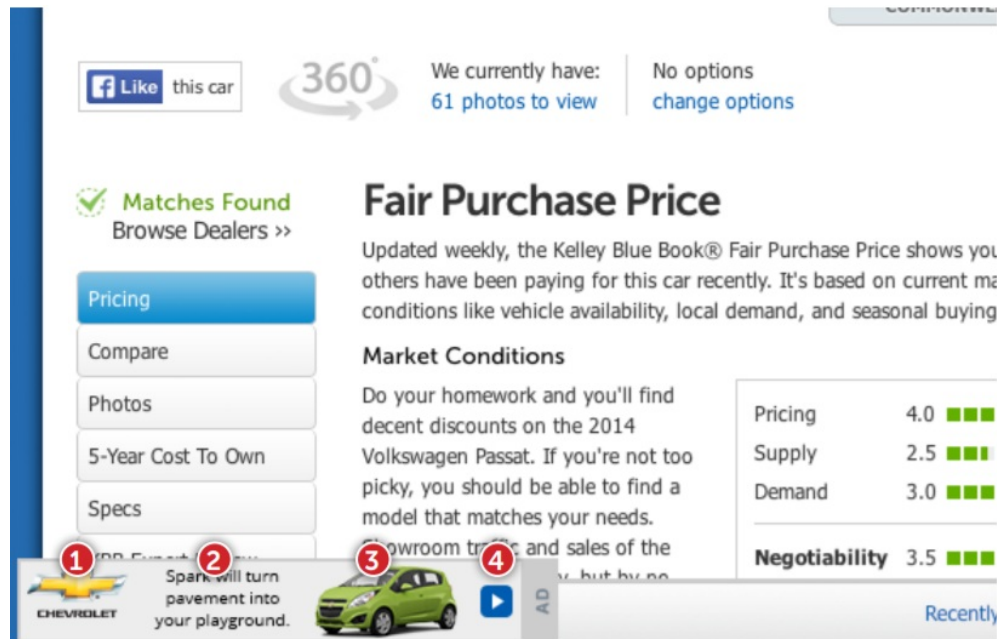 Like this car
360°
We currently have:
61 photos to view
No options
change options
Matches Found
Browse Dealers >>
Fair Purchase Price
Updated weekly, the Kelley Blue Book® Fair Purchase Price shows you
others have been paying for this car recently. It's based on current
conditions like vehicle availability, local demand, and seasonal buying
Pricing
Compare
Photos
5-Year Cost To Own
Specs
Market Conditions
Do your homework and you'll find
decent discounts on the 2014
Volkswagen Passat. If you're not too
picky, you should be able to find a
model that matches your needs.
Showroom traffic and sales of the
but by no
Pricing 4.0
Supply 2.5
Demand 3.0
Negotiability 3.5
1
2
3
4
CHEVROLET
Spark will turn
pavement into
your playground.
AD
Recently